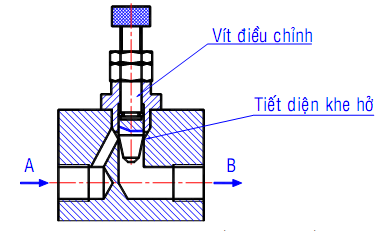 Vít điều chỉnh
Tiết diện khe hở
A
B